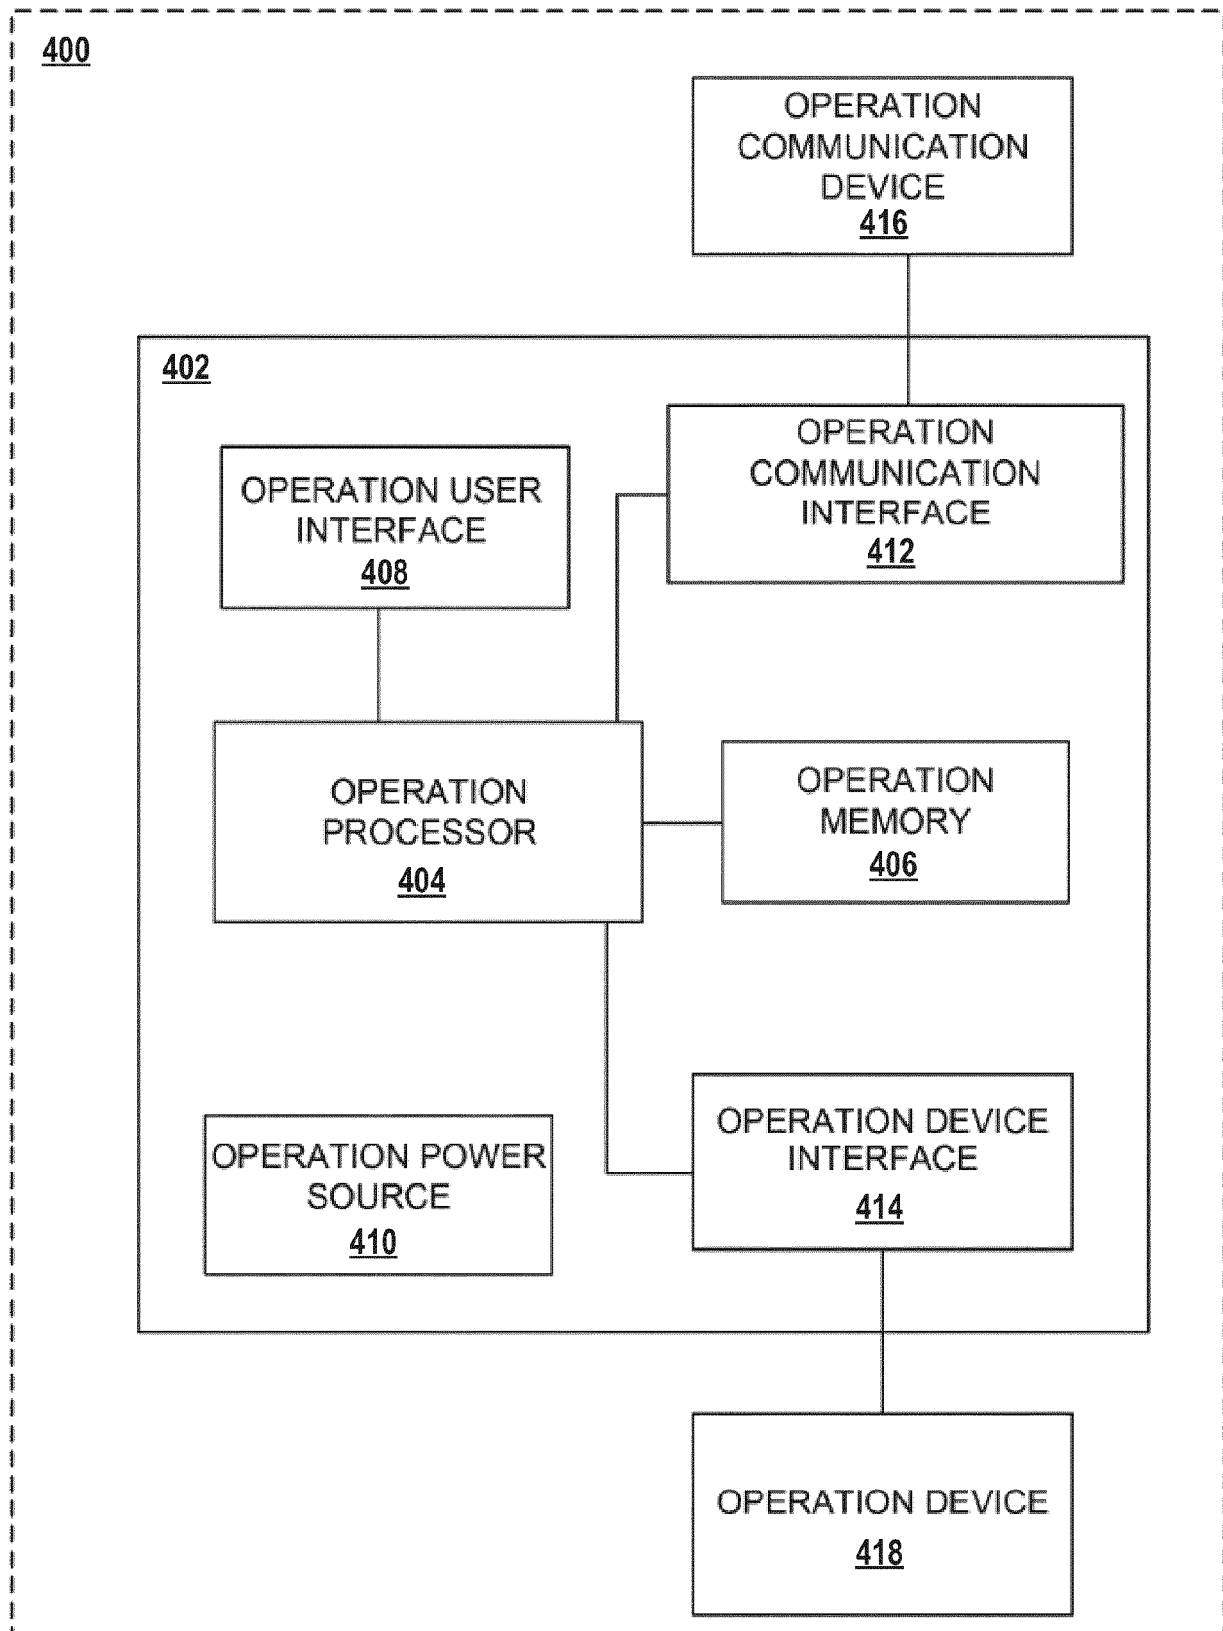 400
OPERATION
COMMUNICATION
DEVICE
416
402
OPERATION
COMMUNICATION
INTERFACE
412
OPERATION USER
INTERFACE
408
OPERATION
PROCESSOR
404
OPERATION
MEMORY
406
OPERATION DEVICE
INTERFACE
414
OPERATION POWER
SOURCE
410
OPERATION DEVICE
418